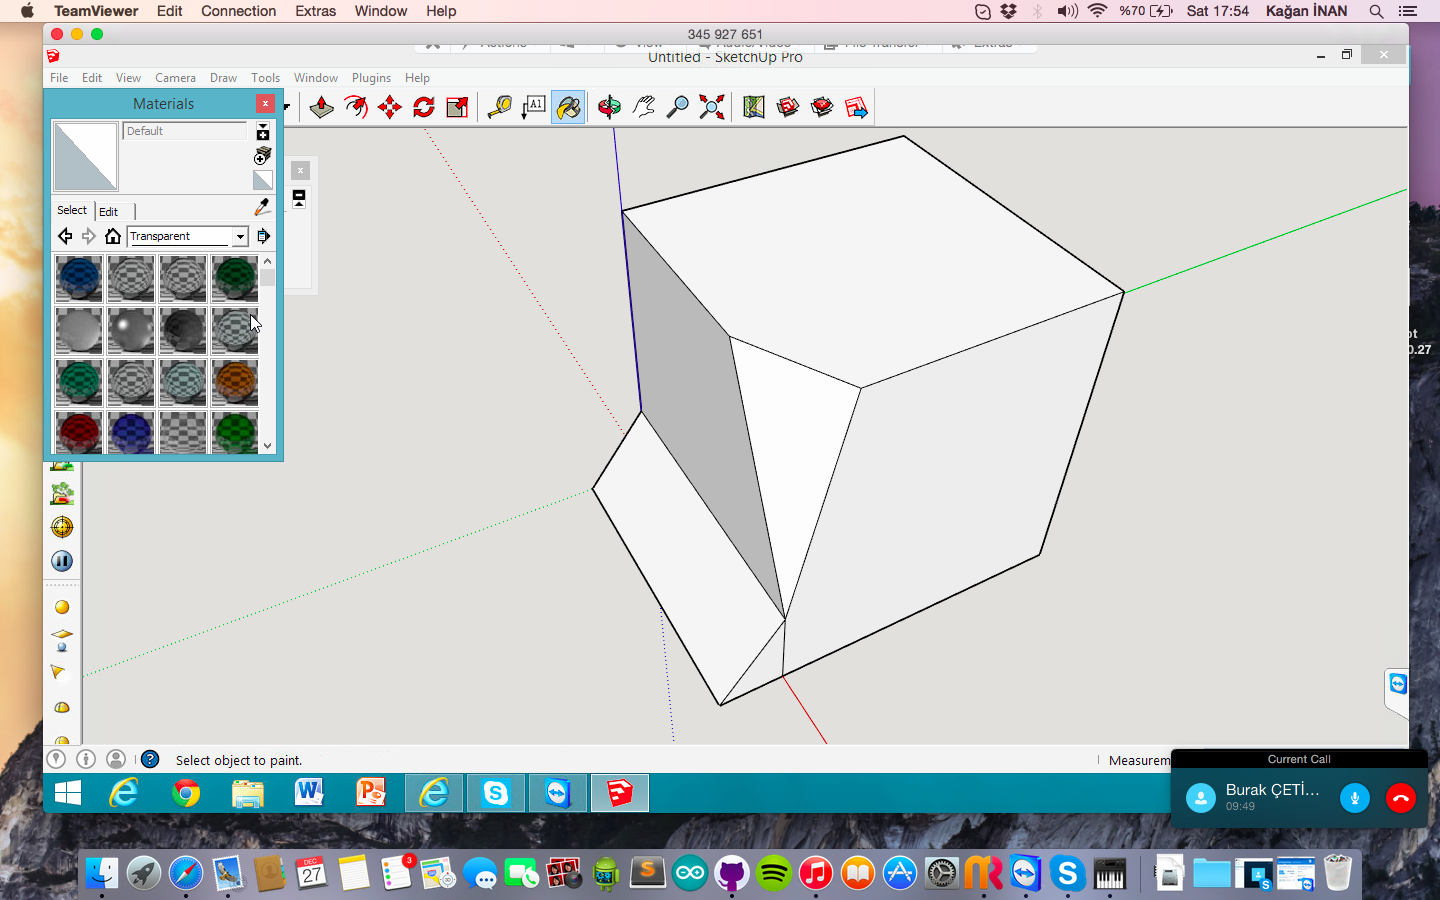 TeamViewer Edit Connection Extras Window Help %70 Sat 17:54 Kağan İNAN
345 927 651
Untitled - SketchUp Pro
File Edit View Camera Draw Tools Window Plugins Help
Materials
A1
Default
Select Edit
Transparent
0.27
Select object to paint.
Measurem
Current Call
Burak ÇETİ...
09:49
3
DEC
27